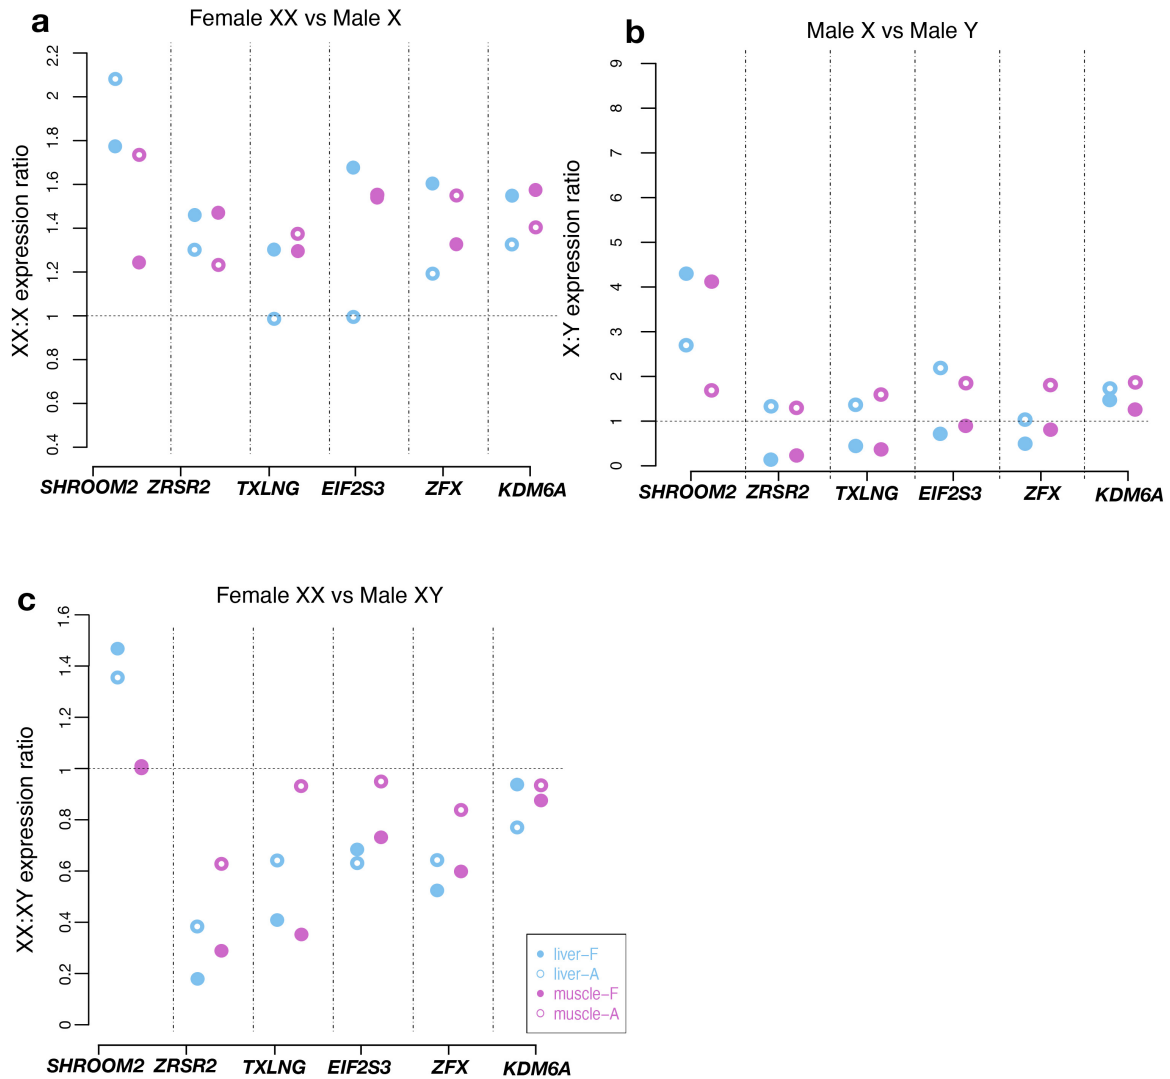 a
Female XX vs Male X
XX:X expression ratio
2.2
2
1.8
1.6
1.4
1.2
1
0.8
0.6
0.4
SHROOM2 ZRSR2 TXLNG EIF2S3 ZFX KDM6A
b
Male X vs Male Y
X:Y expression ratio
9
8
7
6
5
4
3
2
1
0
SHROOM2 ZRSR2 TXLNG EIF2S3 ZFX KDM6A
c
Female XX vs Male XY
XX:XY expression ratio
1.6
1.4
1.2
1
0.8
0.6
0.4
0.2
0
SHROOM2 ZRSR2 TXLNG EIF2S3 ZFX KDM6A
liver–F
liver–A
muscle–F
muscle–A